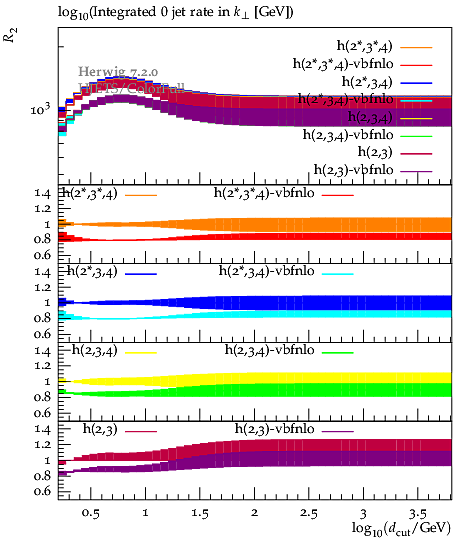 log₁₀(Integrated 0 jet rate in k⊥ [GeV])
R₂
10³
Herwig 7.2.0
h(2*,3*,4)
h(2*,3*,4)-vbfnlo
h(2*,3,4)
h(2*,3,4)-vbfnlo
h(2,3,4)
h(2,3,4)-vbfnlo
h(2,3)
h(2,3)-vbfnlo
h(2*,3*,4) h(2*,3*,4)-vbfnlo
1.4
1.2
1
0.8
0.6
h(2*,3,4) h(2*,3,4)-vbfnlo
1.4
1.2
1
0.8
0.6
h(2,3,4) h(2,3,4)-vbfnlo
1.4
1.2
1
0.8
0.6
h(2,3) h(2,3)-vbfnlo
1.4
1.2
1
0.8
0.6
0.5 1 1.5 2 2.5 3 3.5
log₁₀(d_cut/GeV)